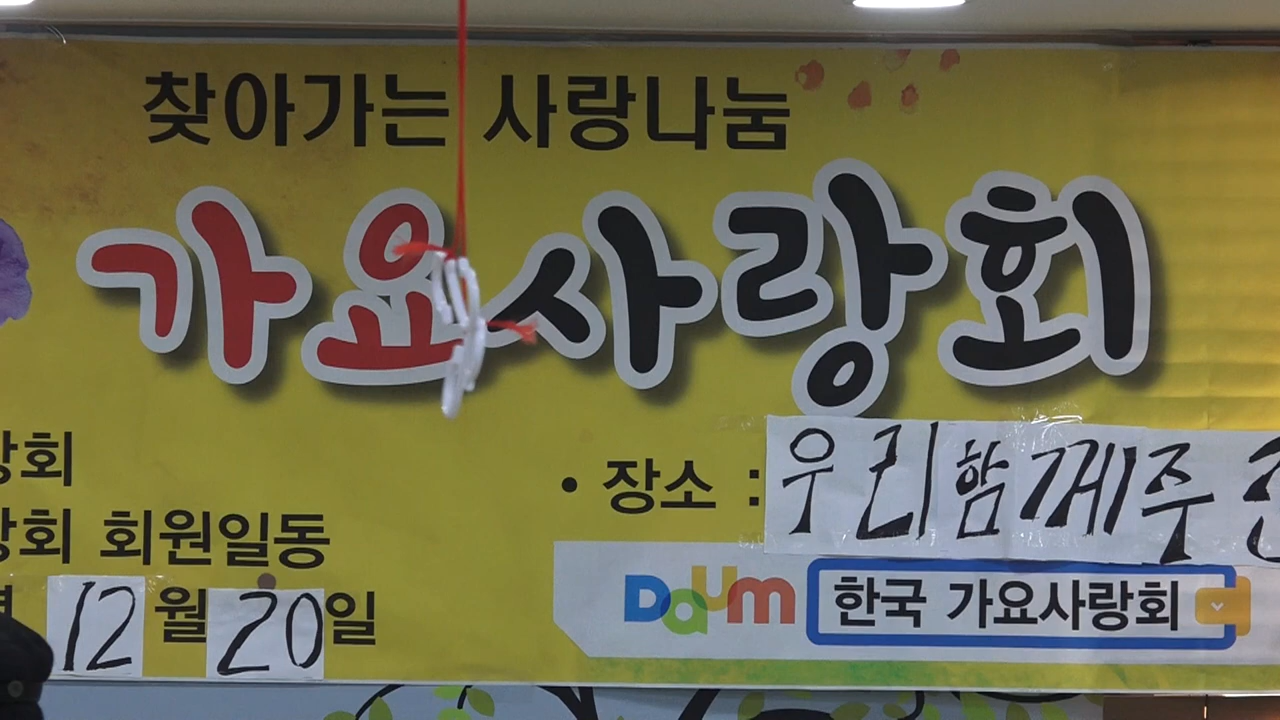 찾아가는 사랑나눔
가요사랑회
랑회
• 장소 : 우리함께주
랑회 회원일동
12월 20일
Daum 한국 가요사랑회